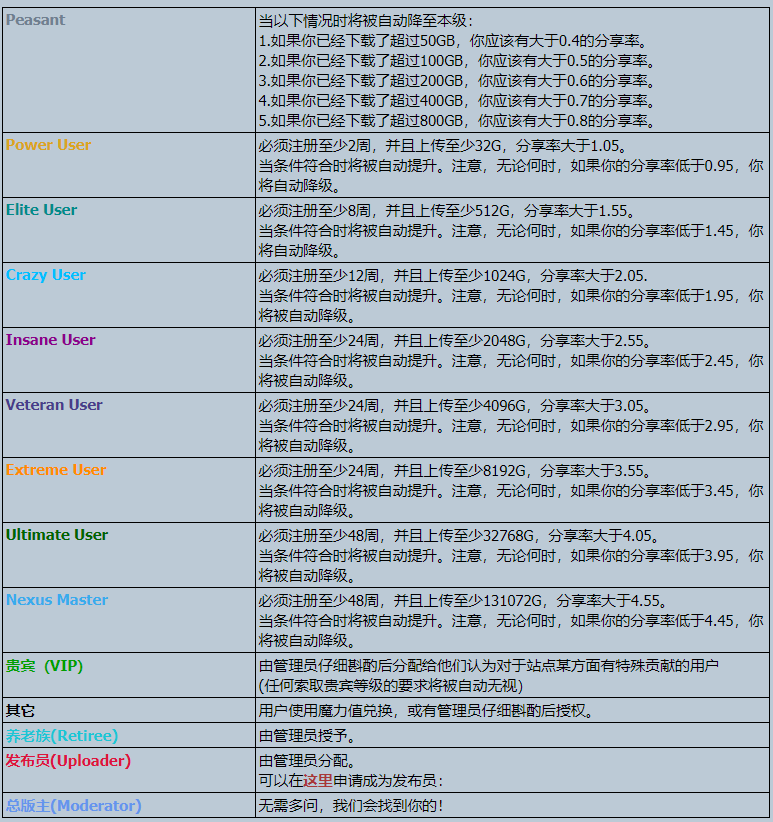 Peasant
当以下情况时将被自动降至本级：
1.如果你已经下载了超过50GB，你应该有大于0.4的分享率。
2.如果你已经下载了超过100GB，你应该有大于0.5的分享率。
3.如果你已经下载了超过200GB，你应该有大于0.6的分享率。
4.如果你已经下载了超过400GB，你应该有大于0.7的分享率。
5.如果你已经下载了超过800GB，你应该有大于0.8的分享率。
Power User
必须注册至少2周，并且上传至少32G，分享率大于1.05。
当条件符合时将被自动提升。注意，无论何时，如果你的分享率低于0.95，你
将自动降级。
Elite User
必须注册至少8周，并且上传至少512G，分享率大于1.55。
当条件符合时将被自动提升。注意，无论何时，如果你的分享率低于1.45，你
将自动降级。
Crazy User
必须注册至少12周，并且上传至少1024G，分享率大于2.05.
当条件符合时将被自动提升。注意，无论何时，如果你的分享率低于1.95，你
将被自动降级。
Insane User
必须注册至少24周，并且上传至少2048G，分享率大于2.55。
当条件符合时将被自动提升。注意，无论何时，如果你的分享率低于2.45，你
将被自动降级。
Veteran User
必须注册至少24周，并且上传至少4096G，分享率大于3.05。
当条件符合时将被自动提升。注意，无论何时，如果你的分享率低于2.95，你
将被自动降级。
Extreme User
必须注册至少24周，并且上传至少8192G，分享率大于3.55。
当条件符合时将被自动提升。注意，无论何时，如果你的分享率低于3.45，你
将被自动降级。
Ultimate User
必须注册至少48周，并且上传至少32768G，分享率大于4.05。
当条件符合时将被自动提升。注意，无论何时，如果你的分享率低于3.95，你
将被自动降级。
Nexus Master
必须注册至少48周，并且上传至少131072G，分享率大于4.55。
当条件符合时将被自动提升。注意，无论何时，如果你的分享率低于4.45，你
将被自动降级。
贵宾（VIP）
由管理员仔细斟酌后分配给他们认为对于站点某方面有特殊贡献的用户
(任何索取贵宾等级的要求将被自动无视)
其它
用户使用魔力值兑换，或有管理员仔细斟酌后授权。
养老族(Retiree)
由管理员授予。
发布员(Uploader)
由管理员分配。
可以在这里申请成为发布员：
总版主(Moderator)
无需多问，我们会找到你的！